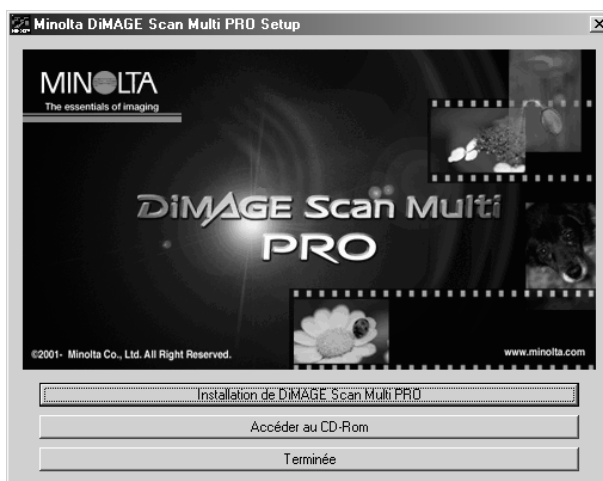 Minolta DiMAGE Scan Multi PRO Setup
MINOLTA
The essentials of imaging
DiMAGE Scan Multi
PRO
©2001- Minolta Co., Ltd. All Right Reserved.
www.minolta.com
Installation de DiMAGE Scan Multi PRO
Accéder au CD-Rom
Terminée